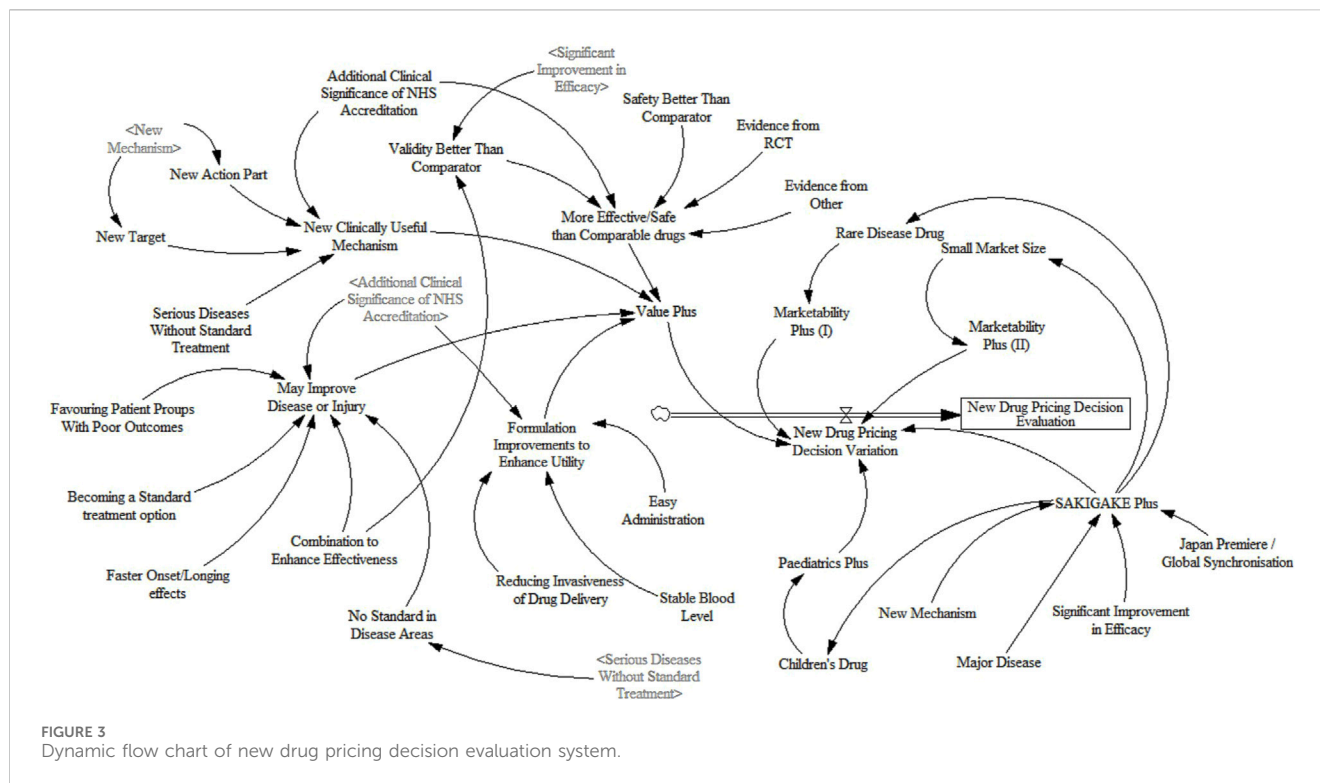 <Significant
Improvement in
Efficacy>
Additional Clinical
Significance of NHS
Accreditation
Safety Better Than
Comparator
Evidence from
RCT
<New
Mechanism>
Validity Better Than
Comparator
New Action Part
Evidence from
Other
New Target
New Clinically Useful
Mechanism
More Effective/Safe
than Comparable drugs
Rare Disease Drug
Small Market Size
<Additional Clinical
Significance of NHS
Accreditation>
Serious Diseases
Without Standard
Treatment
Value Plus
Marketability
Plus (I)
Marketability
Plus (II)
May Improve
Disease or Injury
Favouring Patient Proups
With Poor Outcomes
Formulation
Improvements to
Enhance Utility
New Drug Pricing
Decision Variation
New Drug Pricing Decision
Evaluation
Becoming a Standard
treatment option
Easy
Administration
SAKIGAKE Plus
Combination to
Enhance Effectiveness
Japan Premiere /
Global Synchronisation
Faster Onset/Longing
effects
Reducing Invasiveness
of Drug Delivery
Stable Blood
Level
Paediatrics Plus
No Standard in
Disease Areas
New Mechanism
Significant Improvement
in Efficacy
<Serious Diseases
Without Standard
Treatment>
Children's Drug
Major Disease
FIGURE 3
Dynamic flow chart of new drug pricing decision evaluation system.